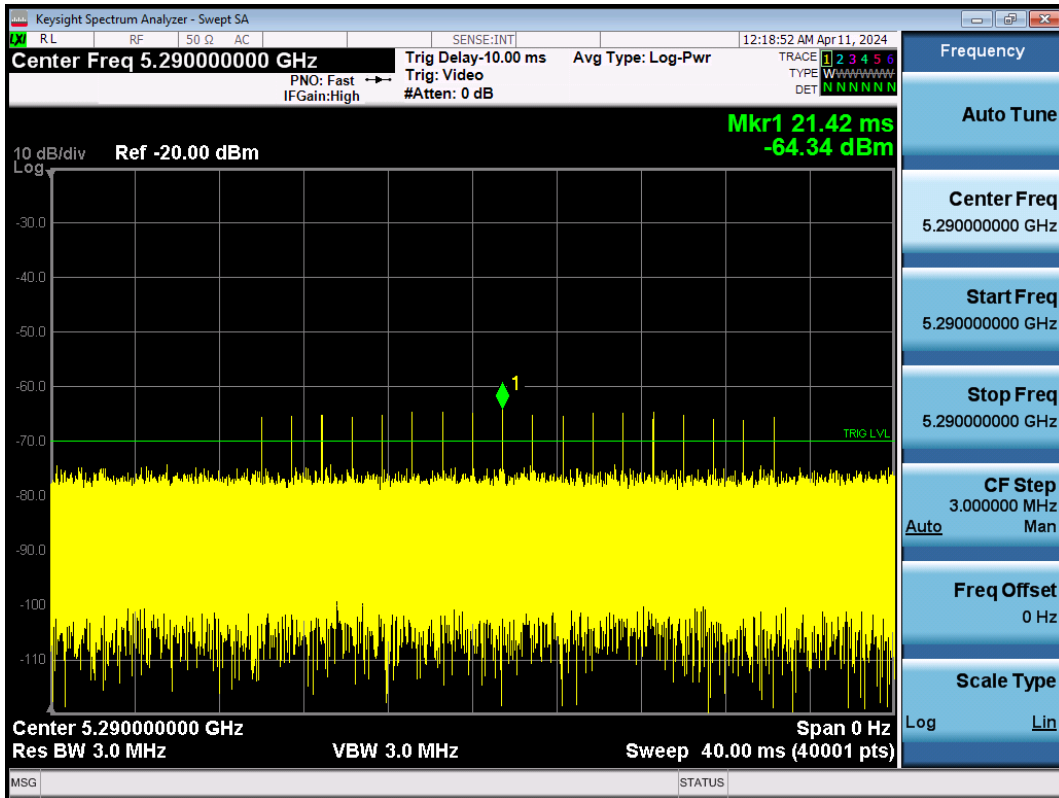 Keysight Spectrum Analyzer - Swept SA
LXI RL RF 50 Ω AC SENSE:INT 12:18:52 AM Apr 11, 2024
Center Freq 5.290000000 GHz
PNO: Fast
IFGain:High
Trig Delay-10.00 ms
Trig: Video
#Atten: 0 dB
Avg Type: Log-Pwr
TRACE 1 2 3 4 5 6
TYPE WWWWWW
DET N N N N N N
Mkr1 21.42 ms
-64.34 dBm
10 dB/div
Log
Ref -20.00 dBm
-30.0
-40.0
-50.0
-60.0
-70.0
-80.0
-90.0
-100
-110
1
TRIG LVL
Center 5.290000000 GHz
Span 0 Hz
Res BW 3.0 MHz
VBW 3.0 MHz
Sweep 40.00 ms (40001 pts)
MSG
STATUS
Frequency
Auto Tune
Center Freq
5.290000000 GHz
Start Freq
5.290000000 GHz
Stop Freq
5.290000000 GHz
CF Step
3.000000 MHz
Auto Man
Freq Offset
0 Hz
Scale Type
Log Lin